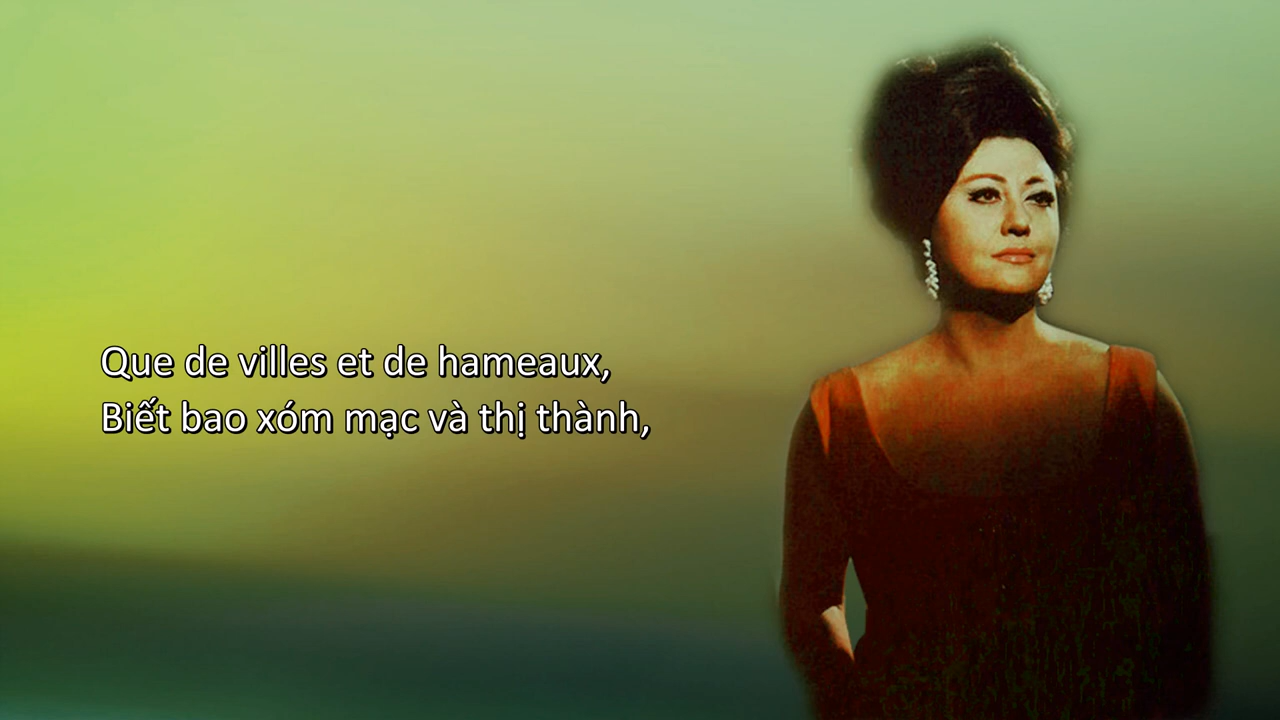 Que de villes et de hameaux,
Biết bao xóm mạc và thị thành,